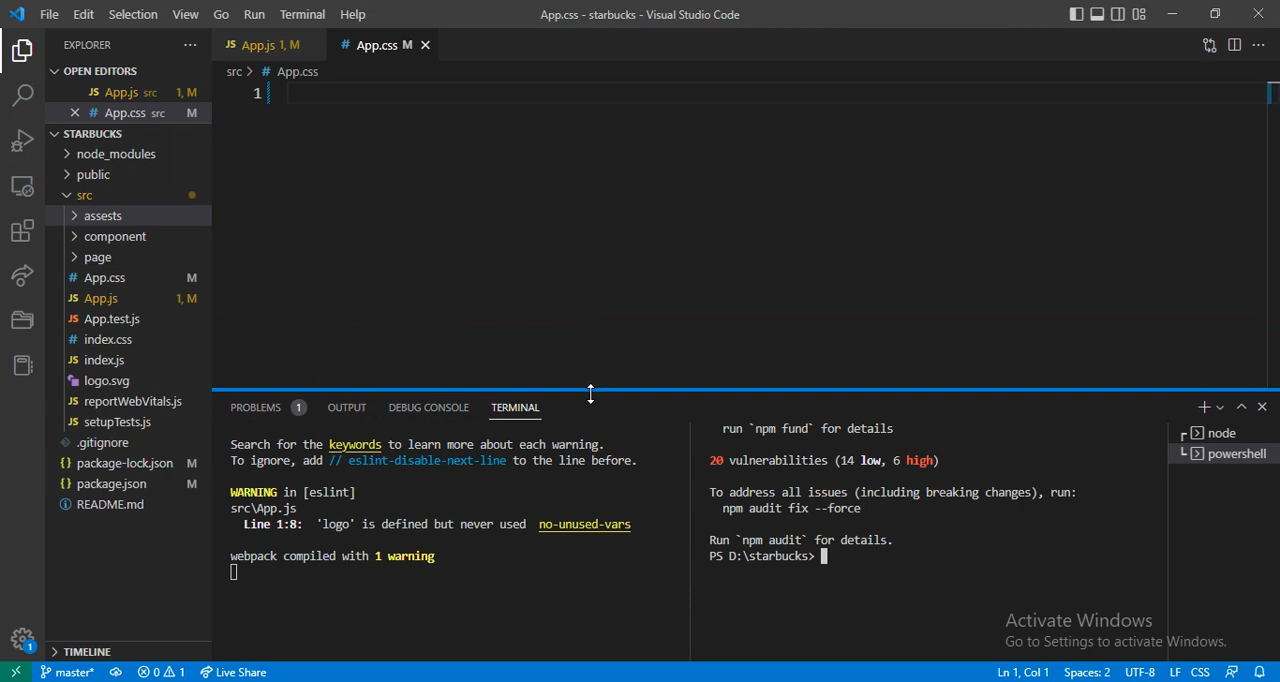 File Edit Selection View Go Run Terminal Help
App.css - starbucks - Visual Studio Code
EXPLORER
OPEN EDITORS
JS App.js src 1, M
# App.css src M
STARBUCKS
node_modules
public
src
assests
component
page
# App.css M
JS App.js 1, M
JS App.test.js
# index.css
JS index.js
logo.svg
JS reportWebVitals.js
JS setupTests.js
.gitignore
{} package-lock.json M
{} package.json M
README.md
TIMELINE
JS App.js 1, M
# App.css M
src > # App.css
1
PROBLEMS 1 OUTPUT DEBUG CONSOLE TERMINAL
Search for the keywords to learn more about each warning.
To ignore, add // eslint-disable-next-line to the line before.
WARNING in [eslint]
src\App.js
Line 1:8: 'logo' is defined but never used no-unused-vars
webpack compiled with 1 warning
run `npm fund` for details
20 vulnerabilities (14 low, 6 high)
To address all issues (including breaking changes), run:
npm audit fix --force
Run `npm audit` for details.
PS D:\starbucks>
node
powershell
Activate Windows
Go to Settings to activate Windows.
1
master* 0 1 Live Share
Ln 1, Col 1 Spaces: 2 UTF-8 LF CSS